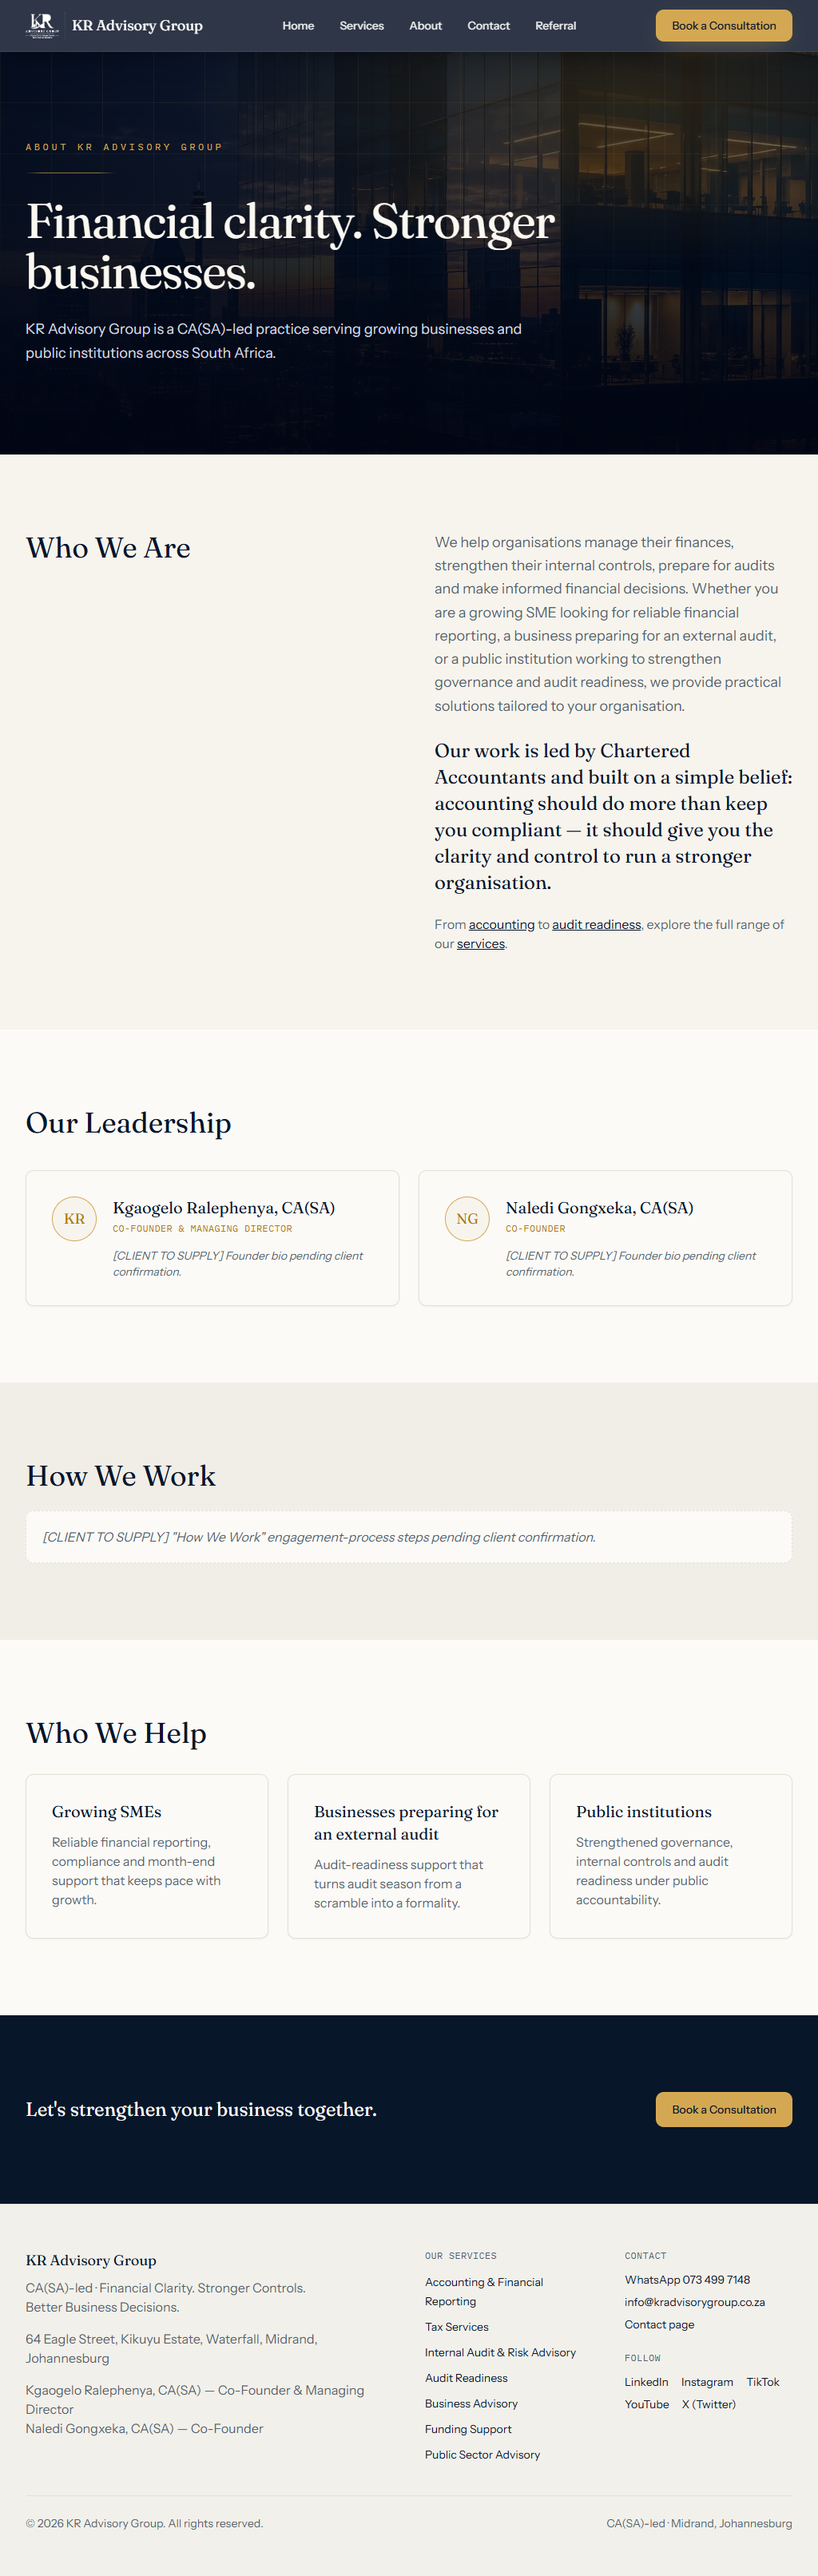 KR
KR Advisory Group
Home
Services
About
Contact
Referral
Book a Consultation
ABOUT KR ADVISORY GROUP
Financial clarity. Stronger
businesses.
KR Advisory Group is a CA(SA)-led practice serving growing businesses and
public institutions across South Africa.
Who We Are
We help organisations manage their finances,
strengthen their internal controls, prepare for audits
and make informed financial decisions. Whether you
are a growing SME looking for reliable financial
reporting, a business preparing for an external audit,
or a public institution working to strengthen
governance and audit readiness, we provide practical
solutions tailored to your organisation.
Our work is led by Chartered
Accountants and built on a simple belief:
accounting should do more than keep
you compliant — it should give you the
clarity and control to run a stronger
organisation.
From accounting to audit readiness, explore the full range of
our services.
Our Leadership
KR
Kgaogelo Ralephenya, CA(SA)
CO-FOUNDER & MANAGING DIRECTOR
[CLIENT TO SUPPLY] Founder bio pending client
confirmation.
NG
Naledi Gongxeka, CA(SA)
CO-FOUNDER
[CLIENT TO SUPPLY] Founder bio pending client
confirmation.
How We Work
[CLIENT TO SUPPLY] "How We Work" engagement-process steps pending client confirmation.
Who We Help
Growing SMEs
Reliable financial reporting,
compliance and month-end
support that keeps pace with
growth.
Businesses preparing for
an external audit
Audit-readiness support that
turns audit season from a
scramble into a formality.
Public institutions
Strengthened governance,
internal controls and audit
readiness under public
accountability.
Let's strengthen your business together.
Book a Consultation
KR Advisory Group
CA(SA)-led · Financial Clarity. Stronger Controls.
Better Business Decisions.
64 Eagle Street, Kikuyu Estate, Waterfall, Midrand,
Johannesburg
Kgaogelo Ralephenya, CA(SA) — Co-Founder & Managing
Director
Naledi Gongxeka, CA(SA) — Co-Founder
OUR SERVICES
Accounting & Financial
Reporting
Tax Services
Internal Audit & Risk Advisory
Audit Readiness
Business Advisory
Funding Support
Public Sector Advisory
CONTACT
WhatsApp 073 499 7148
info@kradvisorygroup.co.za
Contact page
FOLLOW
LinkedIn
Instagram
TikTok
YouTube
X (Twitter)
© 2026 KR Advisory Group. All rights reserved.
CA(SA)-led · Midrand, Johannesburg